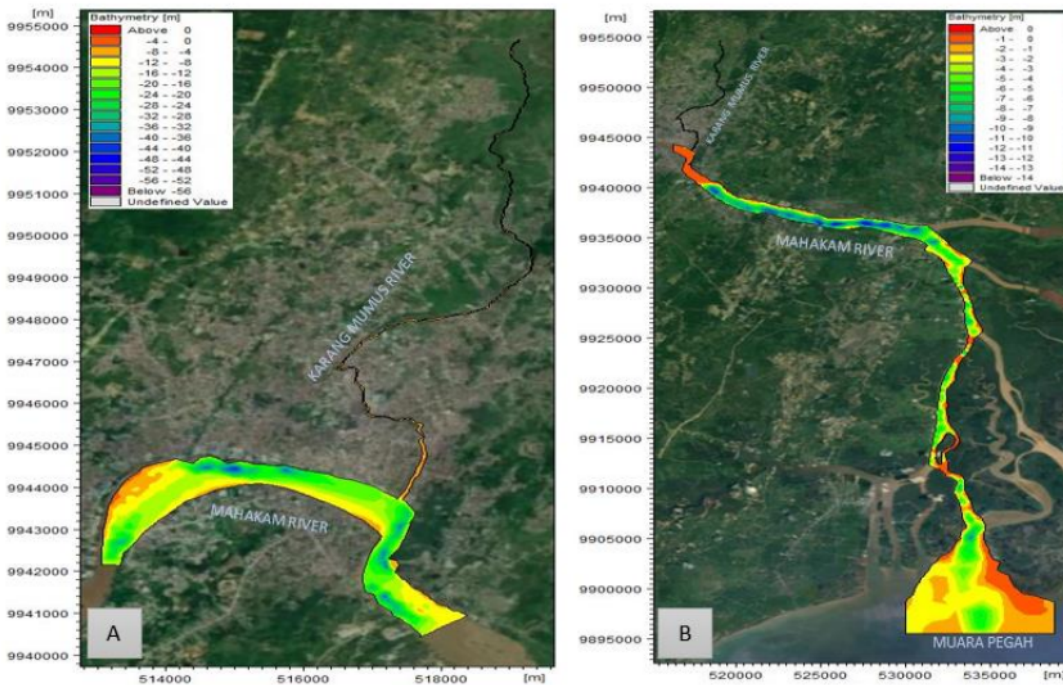 [m]
9955000
9954000
9953000
9952000
9951000
9950000
9949000
9948000
9947000
9946000
9945000
9944000
9943000
9942000
9941000
9940000
514000
516000
518000
[m]
Bathymetry [m]
Above 0
-4 - 0
-8 - -4
-12 - -8
-16 - -12
-20 - -16
-24 - -20
-28 - -24
-32 - -28
-36 - -32
-40 - -36
-44 - -40
-48 - -44
-52 - -48
-56 - -52
Below -56
Undefined Value
KARANG MUMUS RIVER
MAHAKAM RIVER
A
[m]
9955000
9950000
9945000
9940000
9935000
9930000
9925000
9920000
9915000
9910000
9905000
9900000
9895000
520000
525000
530000
535000
[m]
Bathymetry [m]
Above 0
-1 - 0
-2 - -1
-3 - -2
-4 - -3
-5 - -4
-6 - -5
-7 - -6
-8 - -7
-9 - -8
-10 - -9
-11 - -10
-12 - -11
-13 - -12
-14 - -13
Below -14
Undefined Value
KARANG MUMUS RIVER
MAHAKAM RIVER
MUARA PEGAH
B